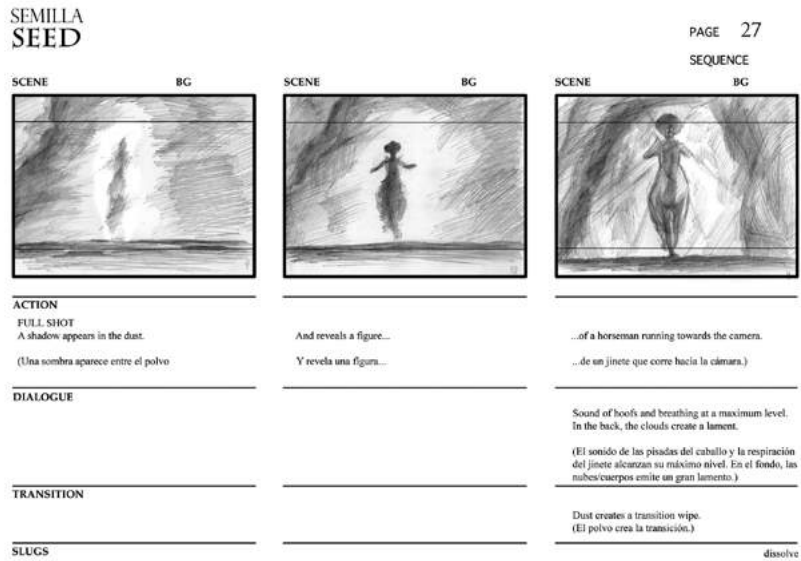 SEMILLA
SEED
PAGE 27
SEQUENCE
SCENE BG
SCENE BG
SCENE BG
ACTION
FULL SHOT
A shadow appears in the dust.
(Una sombra aparece entre el polvo
And reveals a figure...
Y revela una figura...
...of a horseman running towards the camera.
...de un jinete que corre hacia la cámara.)
DIALOGUE
Sound of hoofs and breathing at a maximum level.
In the back, the clouds create a lament.
(El sonido de las pisadas del caballo y la respiración
del jinete alcanzan su máximo nivel. En el fondo, las
nubes/cuerpos emite un gran lamento.)
TRANSITION
Dust creates a transition wipe.
(El polvo crea la transición.)
SLUGS
dissolve